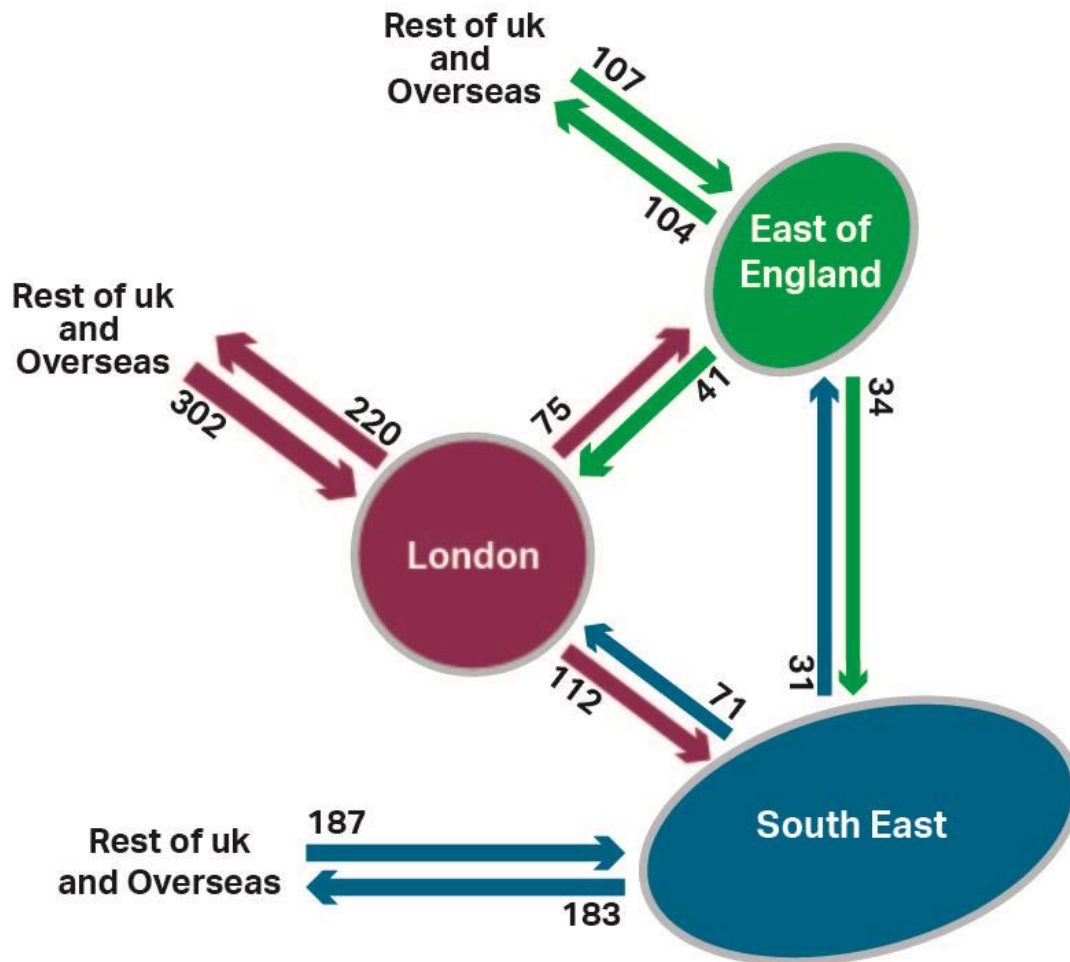 Rest of uk
and
Overseas
107
104
East of
England
Rest of uk
and
Overseas
302
220
75
41
34
London
112
71
31
South East
187
Rest of uk
and Overseas
183